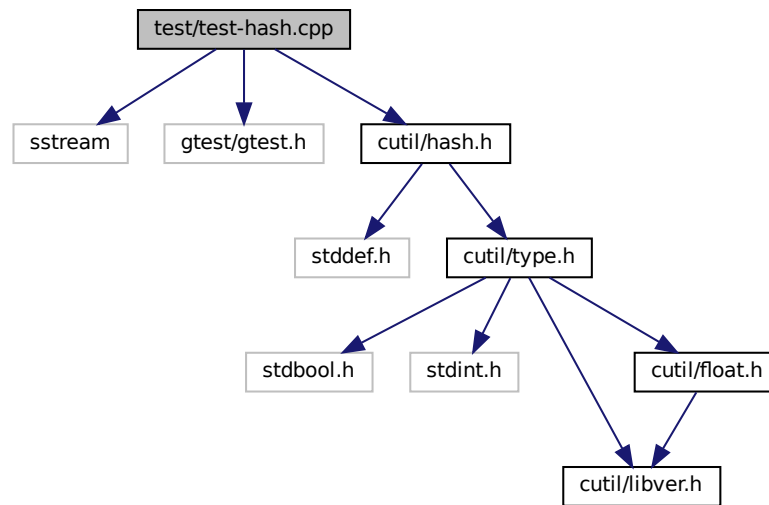 test/test-hash.cpp
sstream
gtest/gtest.h
cutil/hash.h
stddef.h
cutil/type.h
stdbool.h
stdint.h
cutil/float.h
cutil/libver.h